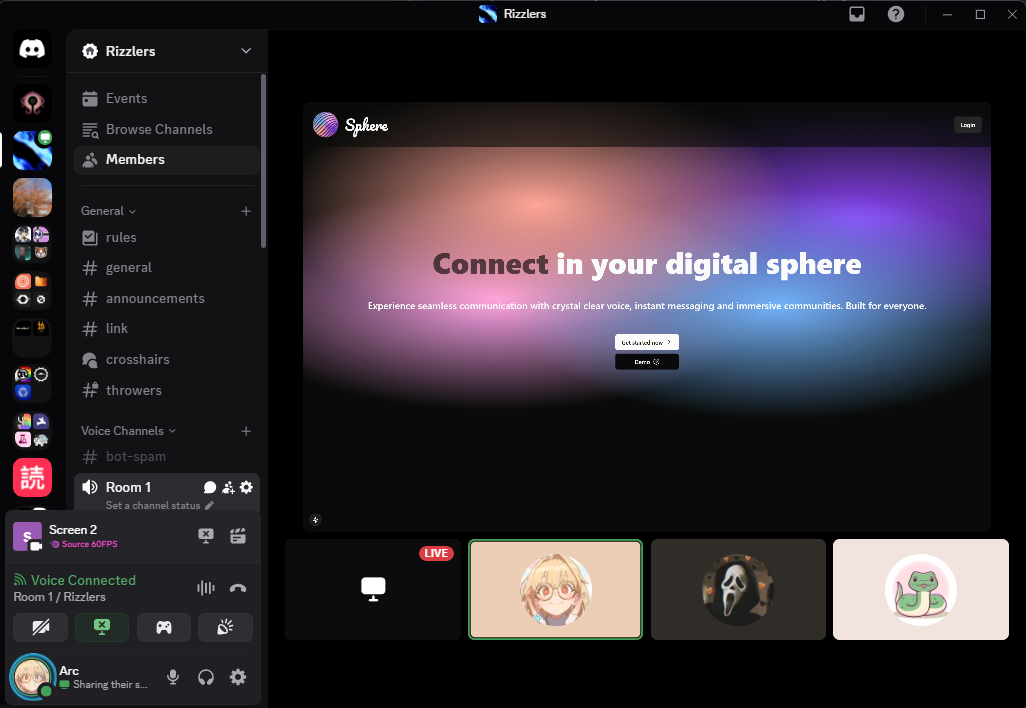 Rizzlers
Rizzlers
Events
Browse Channels
Members
General
rules
general
announcements
link
crosshairs
throwers
Voice Channels
bot-spam
Room 1
Set a channel status
S
Screen 2
Source 60FPS
Voice Connected
Room 1 / Rizzlers
Arc
Sharing their s...
Sphere
Login
Connect in your digital sphere
Experience seamless communication with crystal clear voice, instant messaging and immersive communities. Built for everyone.
Get started now
Demo
LIVE
読